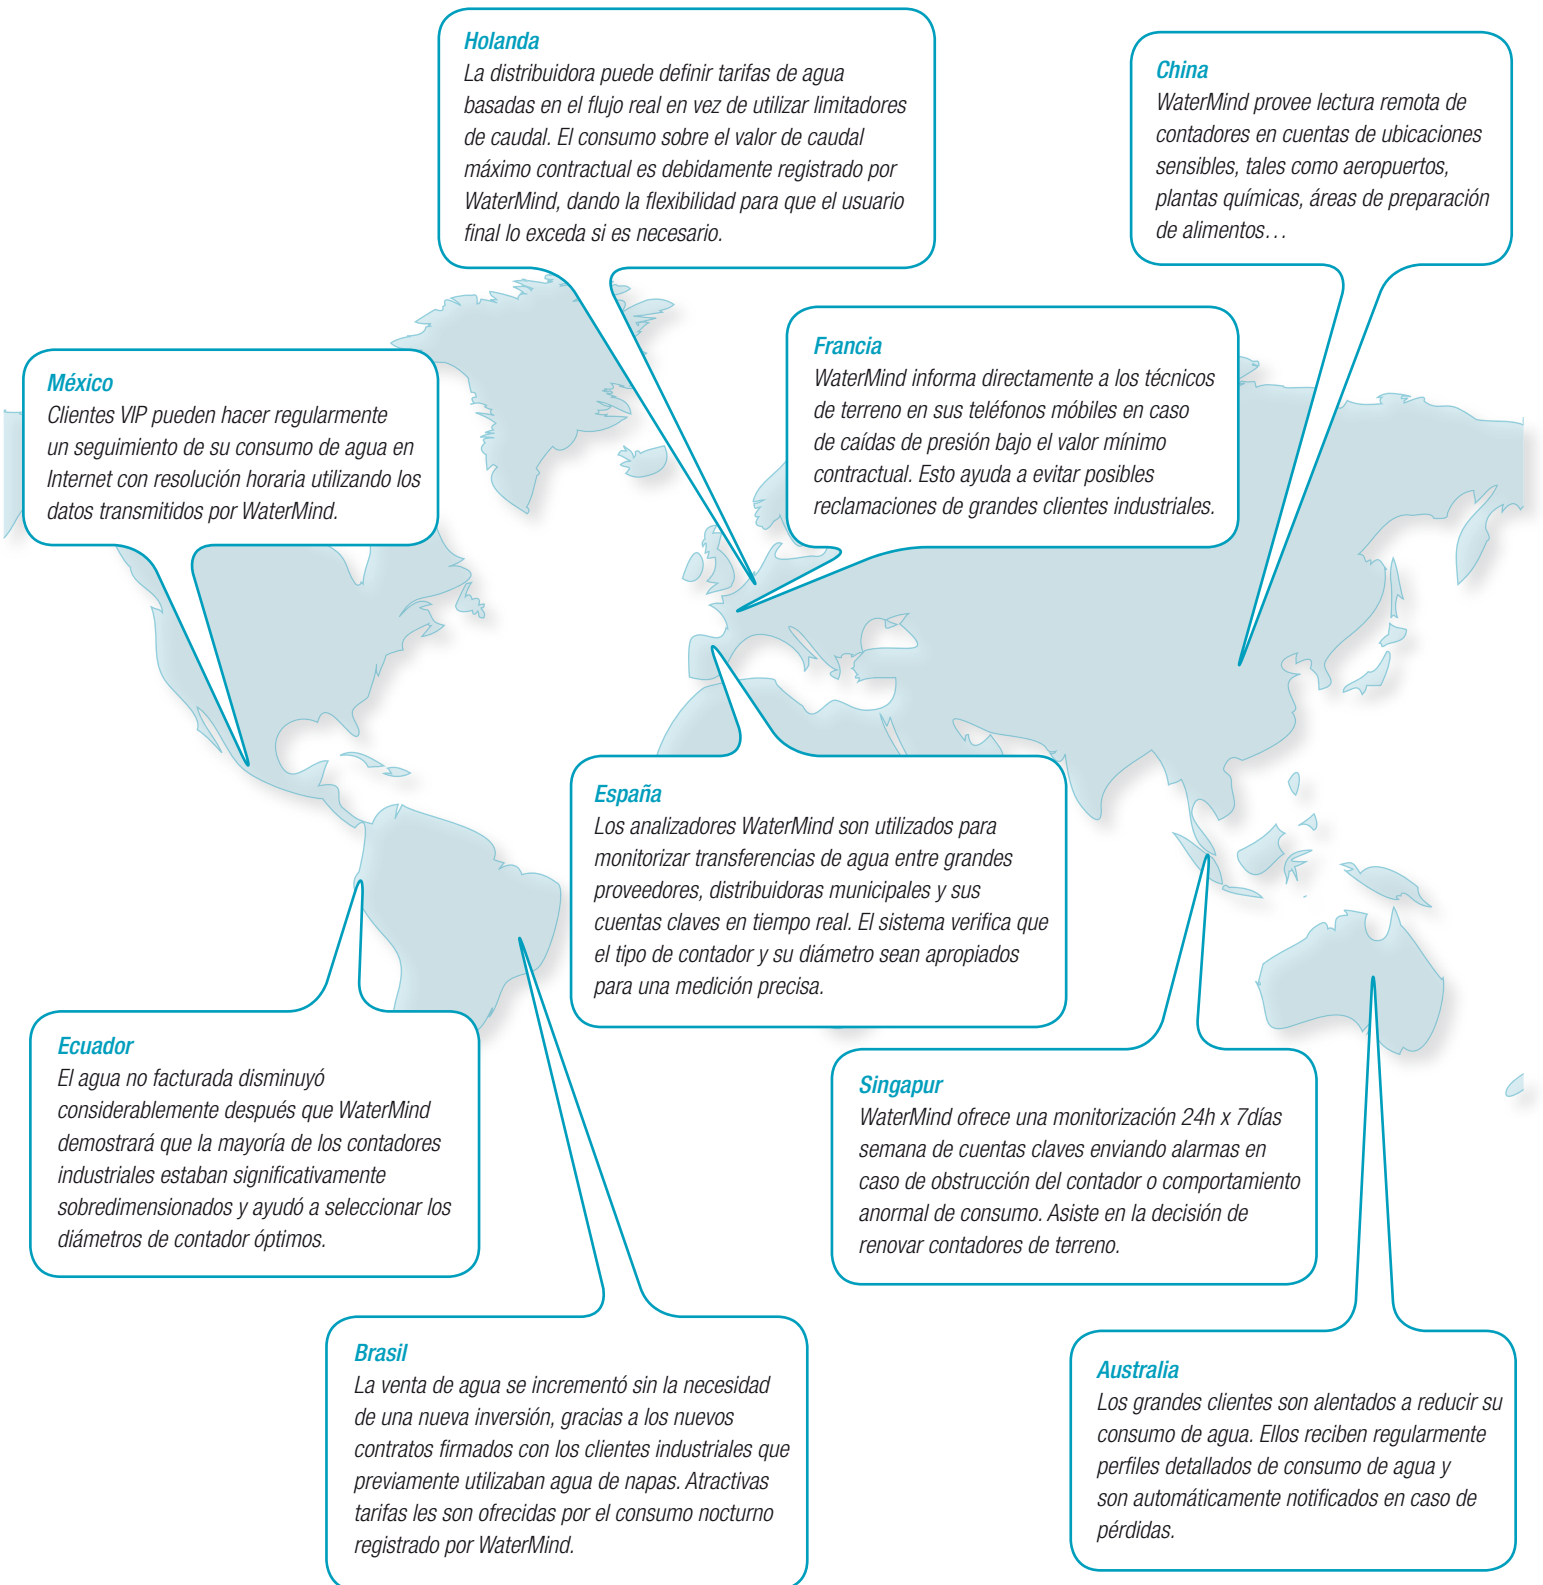 Holanda
La distribuidora puede definir tarifas de agua
basadas en el flujo real en vez de utilizar limitadores
de caudal. El consumo sobre el valor de caudal
máximo contractual es debidamente registrado por
WaterMind, dando la flexibilidad para que el usuario
final lo exceda si es necesario.
China
WaterMind provee lectura remota de
contadores en cuentas de ubicaciones
sensibles, tales como aeropuertos,
plantas químicas, áreas de preparación
de alimentos…
Francia
WaterMind informa directamente a los técnicos
de terreno en sus teléfonos móbiles en caso
de caídas de presión bajo el valor mínimo
contractual. Esto ayuda a evitar posibles
reclamaciones de grandes clientes industriales.
México
Clientes VIP pueden hacer regularmente
un seguimiento de su consumo de agua en
Internet con resolución horaria utilizando los
datos transmitidos por WaterMind.
España
Los analizadores WaterMind son utilizados para
monitorizar transferencias de agua entre grandes
proveedores, distribuidoras municipales y sus
cuentas claves en tiempo real. El sistema verifica que
el tipo de contador y su diámetro sean apropiados
para una medición precisa.
Ecuador
El agua no facturada disminuyó
considerablemente después que WaterMind
demostrará que la mayoría de los contadores
industriales estaban significativamente
sobredimensionados y ayudó a seleccionar los
diámetros de contador óptimos.
Singapur
WaterMind ofrece una monitorización 24h x 7días
semana de cuentas claves enviando alarmas en
caso de obstrucción del contador o comportamiento
anormal de consumo. Asiste en la decisión de
renovar contadores de terreno.
Brasil
La venta de agua se incrementó sin la necesidad
de una nueva inversión, gracias a los nuevos
contratos firmados con los clientes industriales que
previamente utilizaban agua de napas. Atractivas
tarifas les son ofrecidas por el consumo nocturno
registrado por WaterMind.
Australia
Los grandes clientes son alentados a reducir su
consumo de agua. Ellos reciben regularmente
perfiles detallados de consumo de agua y
son automáticamente notificados en caso de
pérdidas.